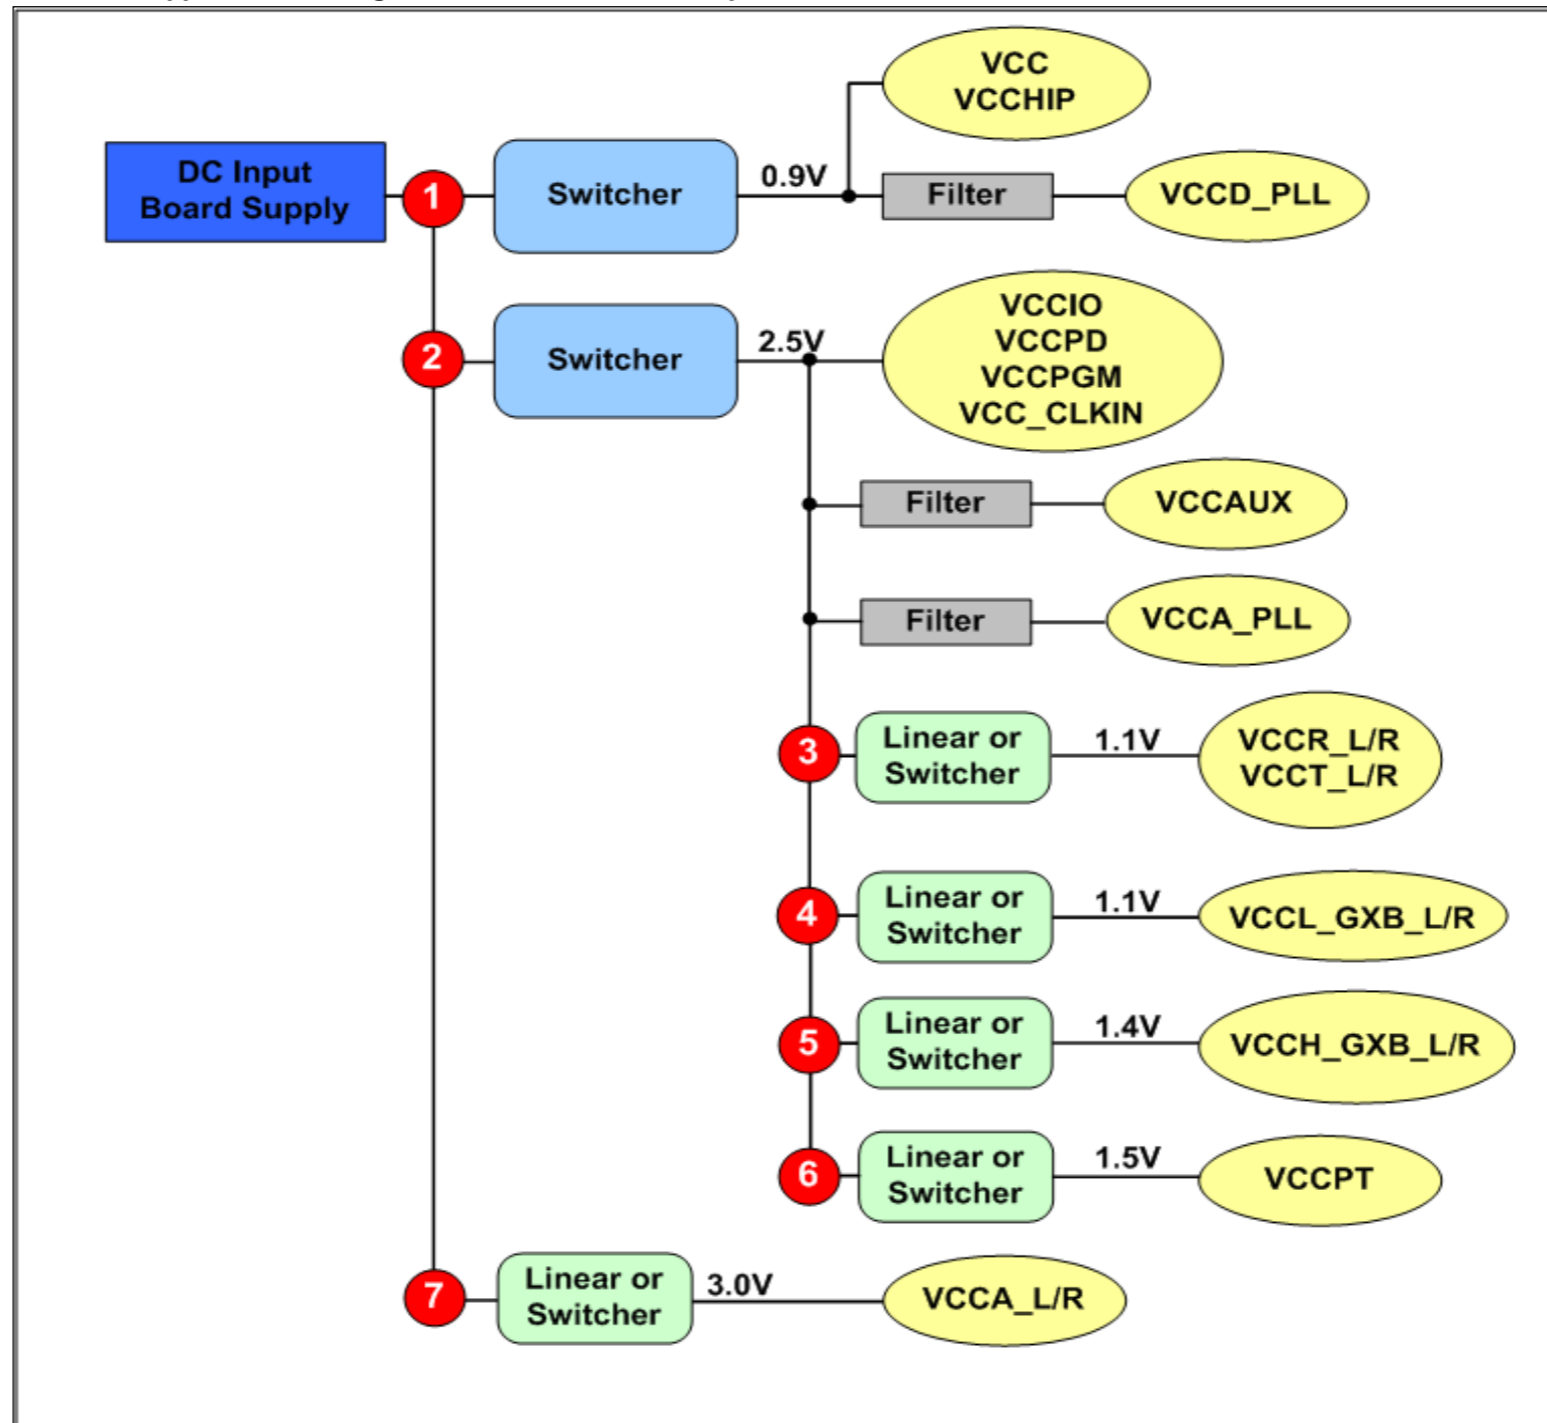 DC Input
Board Supply
1
Switcher
0.9V
VCC
VCCHIP
Filter
VCCD_PLL
2
Switcher
2.5V
VCCIO
VCCPD
VCCPGM
VCC_CLKIN
Filter
VCCAUX
Filter
VCCA_PLL
3
Linear or
Switcher
1.1V
VCCR_L/R
VCCT_L/R
4
Linear or
Switcher
1.1V
VCCL_GXB_L/R
5
Linear or
Switcher
1.4V
VCCH_GXB_L/R
6
Linear or
Switcher
1.5V
VCCPT
7
Linear or
Switcher
3.0V
VCCA_L/R